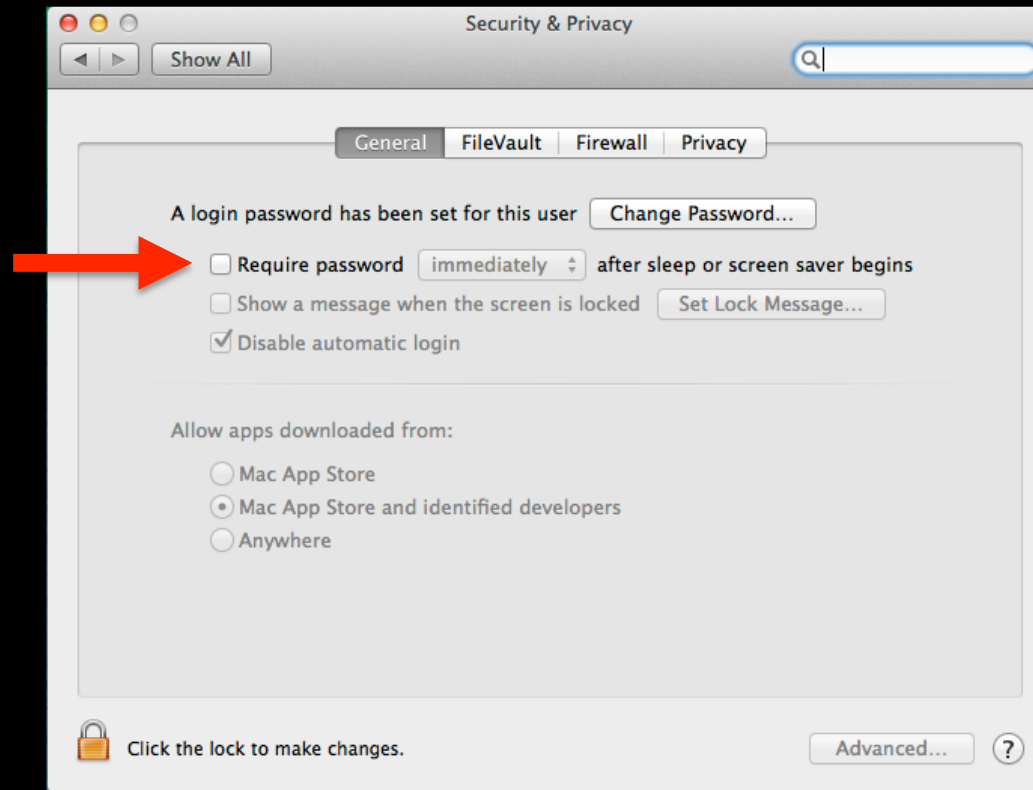 Security & Privacy
Show All
General FileVault Firewall Privacy
A login password has been set for this user Change Password...
Require password immediately after sleep or screen saver begins
Show a message when the screen is locked Set Lock Message...
Disable automatic login
Allow apps downloaded from:
Mac App Store
Mac App Store and identified developers
Anywhere
Click the lock to make changes. Advanced... ?